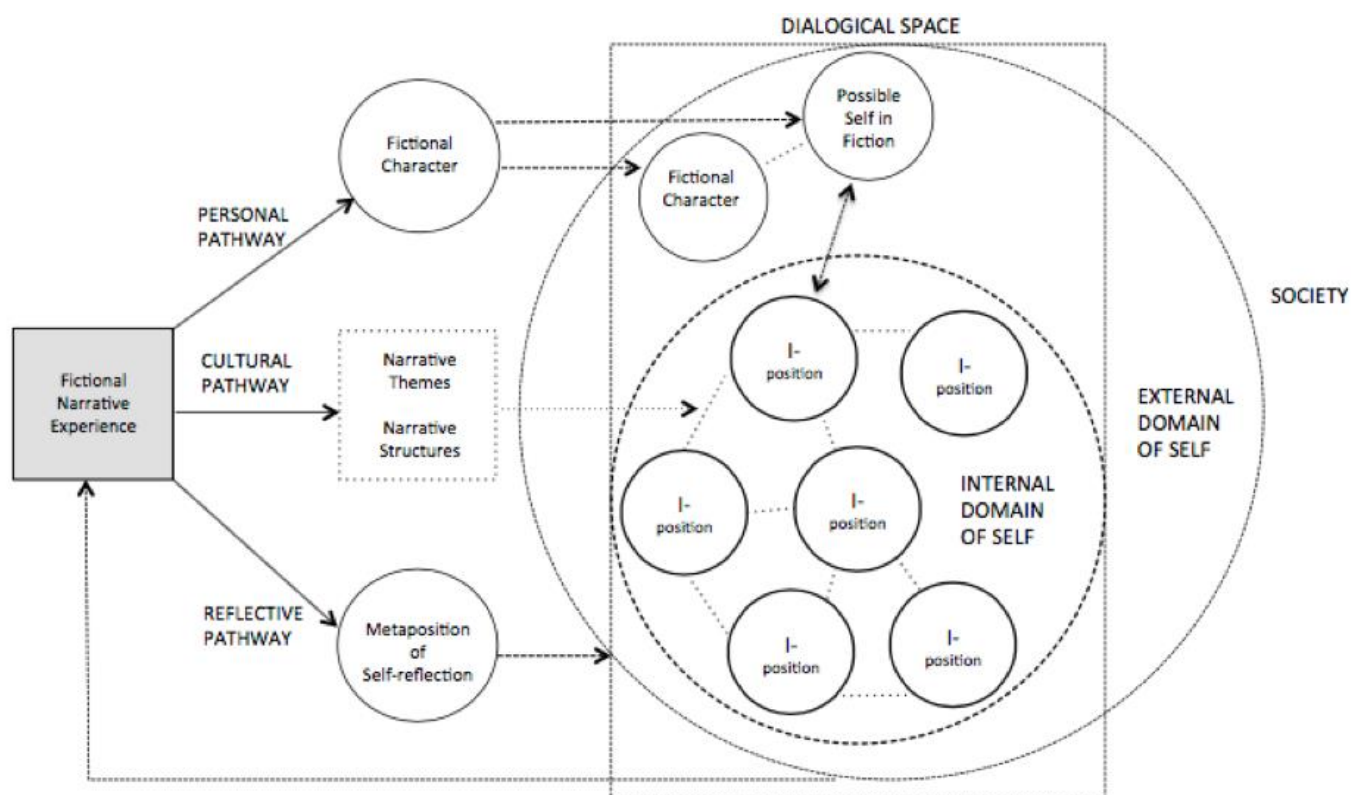 DIALOGICAL SPACE
Fictional
Character
Possible
Self in
Fiction
Fictional
Character
PERSONAL
PATHWAY
SOCIETY
CULTURAL
PATHWAY
Fictional
Narrative
Experience
Narrative
Themes
Narrative
Structures
I-
position
I-
position
EXTERNAL
DOMAIN
OF SELF
I-
position
I-
position
INTERNAL
DOMAIN
OF SELF
REFLECTIVE
PATHWAY
Metaposition
of
Self-reflection
I-
position
I-
position